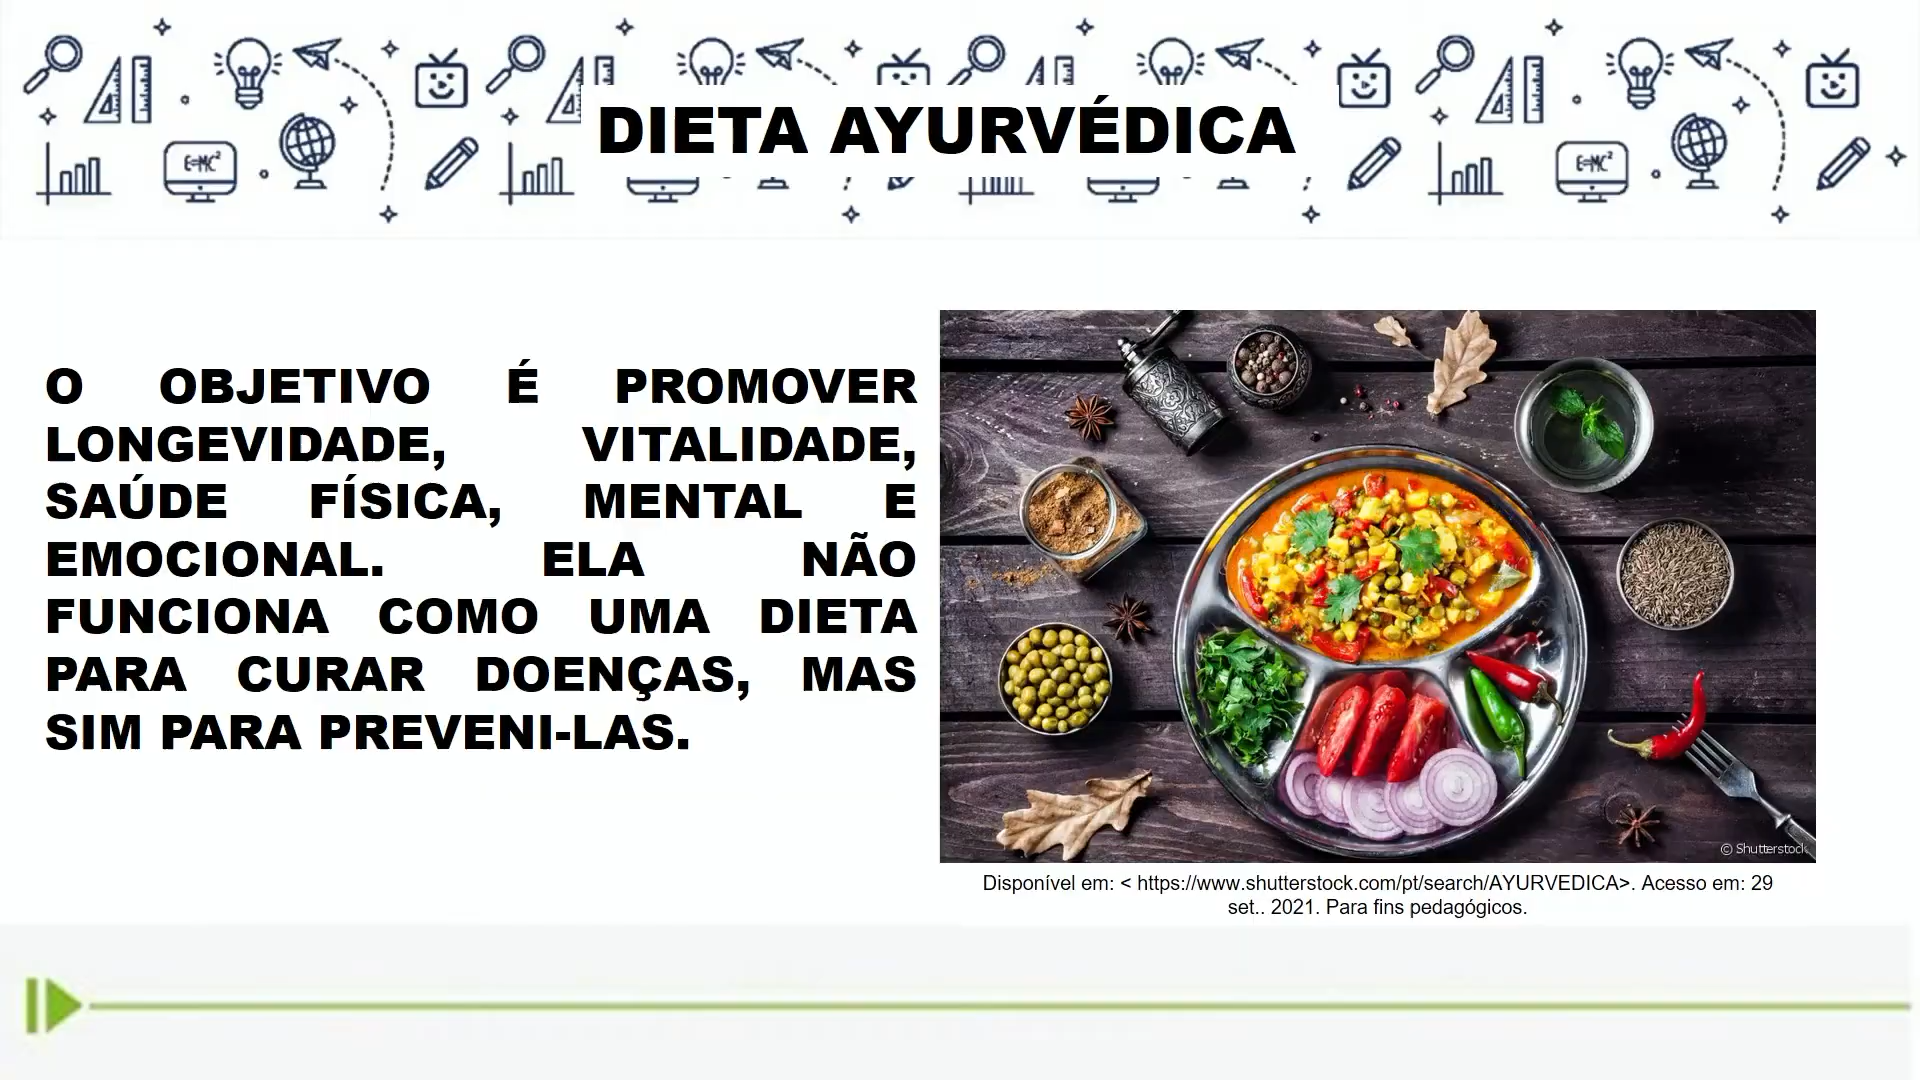 E=MC²
E=MC²
DIETA AYURVÉDICA
O OBJETIVO É PROMOVER
LONGEVIDADE, VITALIDADE,
SAÚDE FÍSICA, MENTAL E
EMOCIONAL. ELA NÃO
FUNCIONA COMO UMA DIETA
PARA CURAR DOENÇAS, MAS
SIM PARA PREVENI-LAS.
© Shutterstock
Disponível em: < https://www.shutterstock.com/pt/search/AYURVEDICA>. Acesso em: 29
set.. 2021. Para fins pedagógicos.